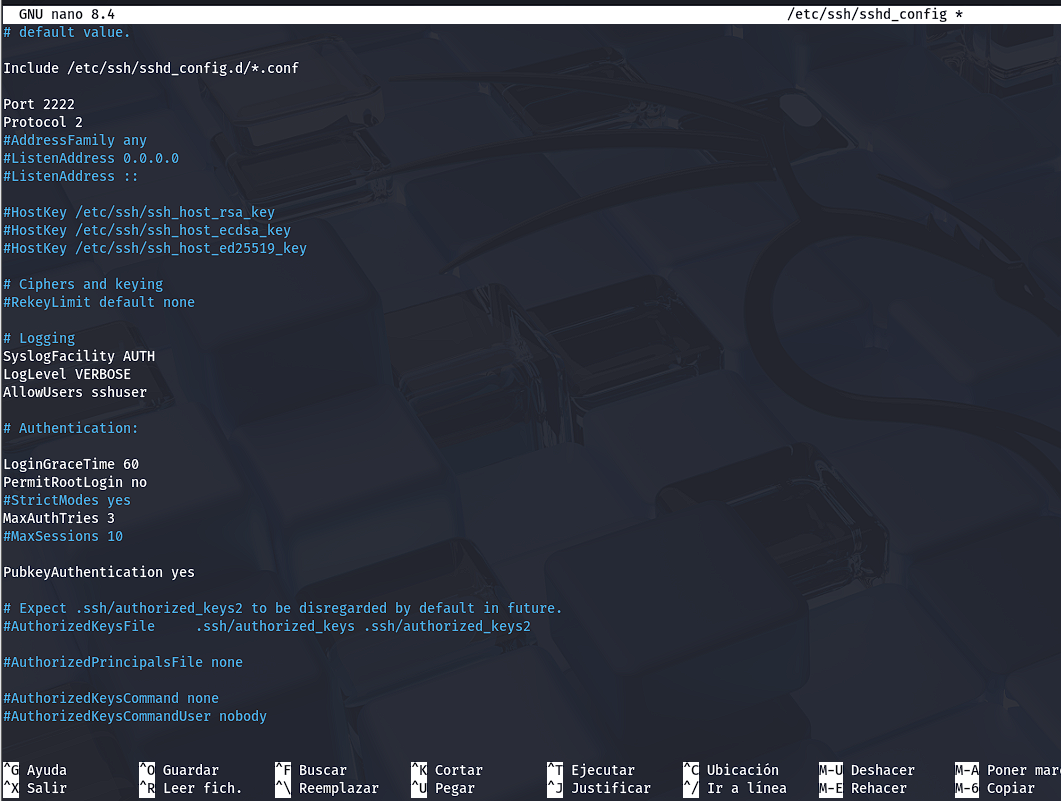 GNU nano 8.4 /etc/ssh/sshd_config *
# default value.
Include /etc/ssh/sshd_config.d/*.conf
Port 2222
Protocol 2
#AddressFamily any
#ListenAddress 0.0.0.0
#ListenAddress ::
#HostKey /etc/ssh/ssh_host_rsa_key
#HostKey /etc/ssh/ssh_host_ecdsa_key
#HostKey /etc/ssh/ssh_host_ed25519_key
# Ciphers and keying
#RekeyLimit default none
# Logging
SyslogFacility AUTH
LogLevel VERBOSE
AllowUsers sshuser
# Authentication:
LoginGraceTime 60
PermitRootLogin no
#StrictModes yes
MaxAuthTries 3
#MaxSessions 10
PubkeyAuthentication yes
# Expect .ssh/authorized_keys2 to be disregarded by default in future.
#AuthorizedKeysFile .ssh/authorized_keys .ssh/authorized_keys2
#AuthorizedPrincipalsFile none
#AuthorizedKeysCommand none
#AuthorizedKeysCommandUser nobody
^G Ayuda ^O Guardar ^F Buscar ^K Cortar ^T Ejecutar ^C Ubicación M-U Deshacer M-A Poner mar
^X Salir ^R Leer fich. ^\ Reemplazar ^U Pegar ^J Justificar ^/ Ir a línea M-E Rehacer M-6 Copiar